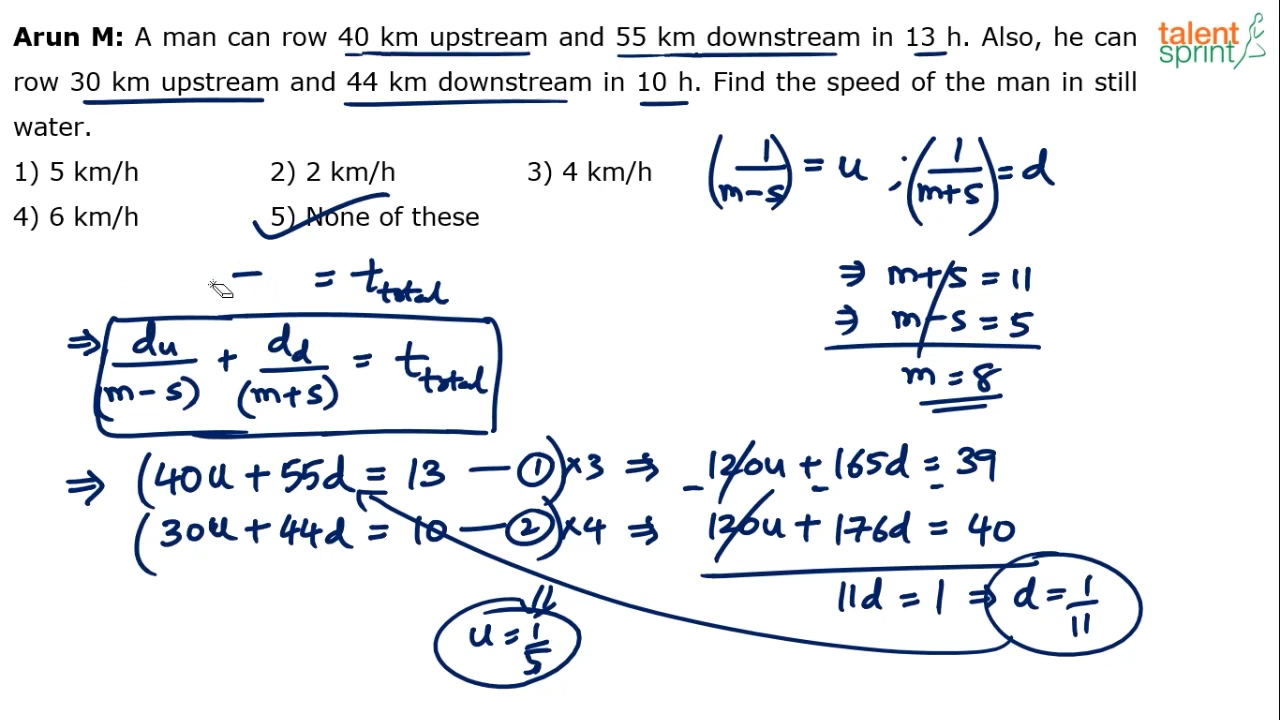 Arun M: A man can row 40 km upstream and 55 km downstream in 13 h. Also, he can
row 30 km upstream and 44 km downstream in 10 h. Find the speed of the man in still
water.
talent
sprint
1) 5 km/h 2) 2 km/h 3) 4 km/h
4) 6 km/h 5) None of these
(1/(m-s)) = u ; (1/(m+s)) = d
— = t total
⇒ du/(m-s) + dd/(m+s) = t total
⇒ m+s = 11
⇒ m-s = 5
m = 8
⇒ (40u + 55d = 13 — ①) ×3 ⇒ 120u + 165d = 39
(30u + 44d = 10 — ②) ×4 ⇒ 120u + 176d = 40
11d = 1 ⇒ d = 1/11
u = 1/5